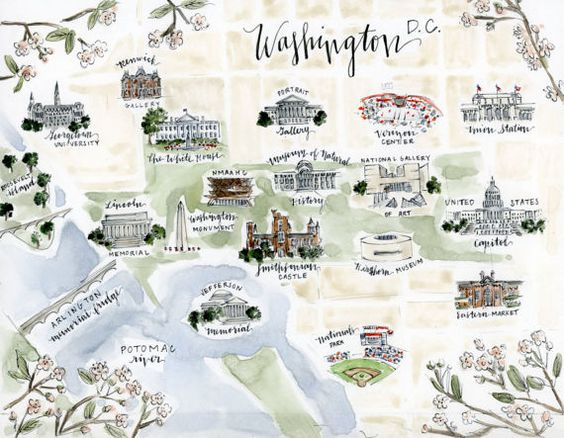 Washington D.C.
Renwick
GALLERY
Georgetown
UNIVERSITY
The White House
PORTRAIT
Gallery
Verizon
CENTER
Union Station
ROOSEVELT
Island
Lincoln
MEMORIAL
NMAAHC
Washington
MONUMENT
Museum of Natural
History
NATIONAL GALLERY
OF ART
UNITED STATES
Capitol
Smithsonian
CASTLE
Hirshhorn MUSEUM
JEFFERSON
Memorial
Eastern MARKET
ARLINGTON
memorial bridge
POTOMAC
river
Nationals
PARK